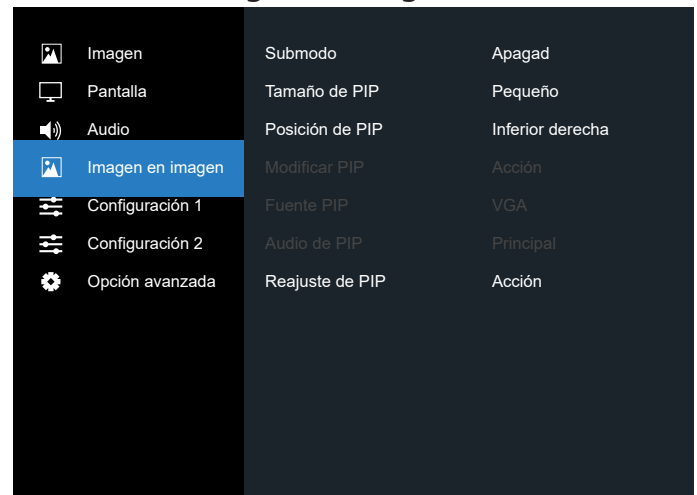 Imagen Submodo Apagad
Pantalla Tamaño de PIP Pequeño
Audio Posición de PIP Inferior derecha
Imagen en imagen Modificar PIP Acción
Configuración 1 Fuente PIP VGA
Configuración 2 Audio de PIP Principal
Opción avanzada Reajuste de PIP Acción